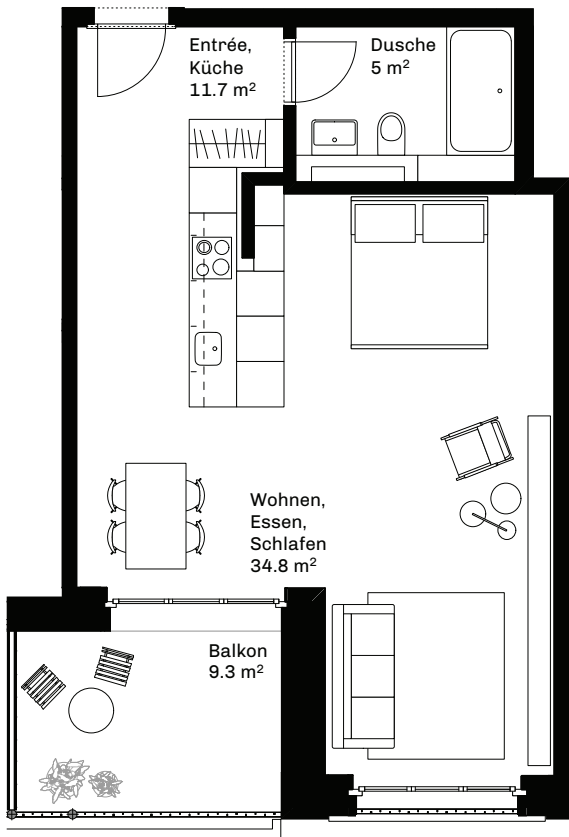 Entrée,
Küche
11.7 m²
Dusche
5 m²
Wohnen,
Essen,
Schlafen
34.8 m²
Balkon
9.3 m²